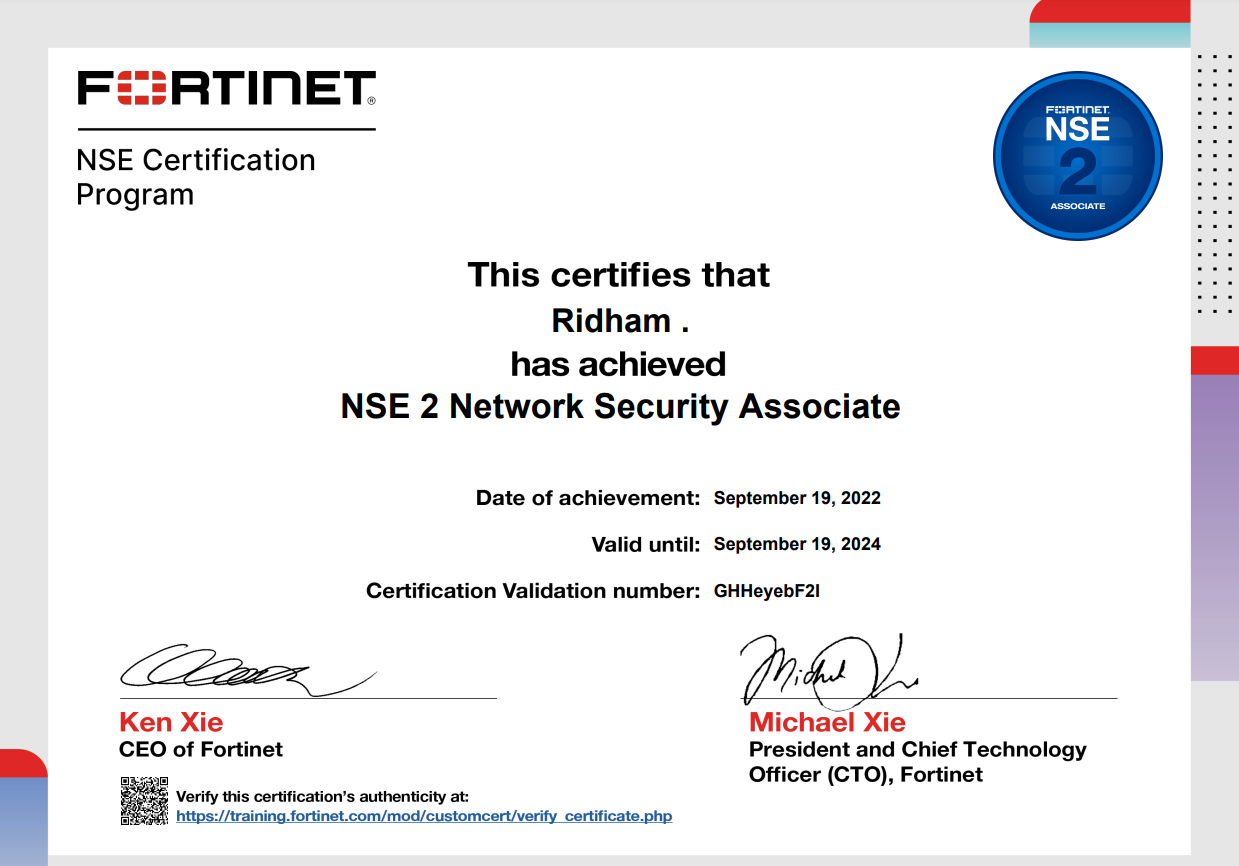 FORTINET®
NSE Certification
Program
FORTINET
NSE
2
ASSOCIATE
This certifies that
Ridham .
has achieved
NSE 2 Network Security Associate
Date of achievement: September 19, 2022
Valid until: September 19, 2024
Certification Validation number: GHHeyebF2I
Ken Xie
CEO of Fortinet
Michael Xie
President and Chief Technology
Officer (CTO), Fortinet
Verify this certification's authenticity at:
https://training.fortinet.com/mod/customcert/verify_certificate.php